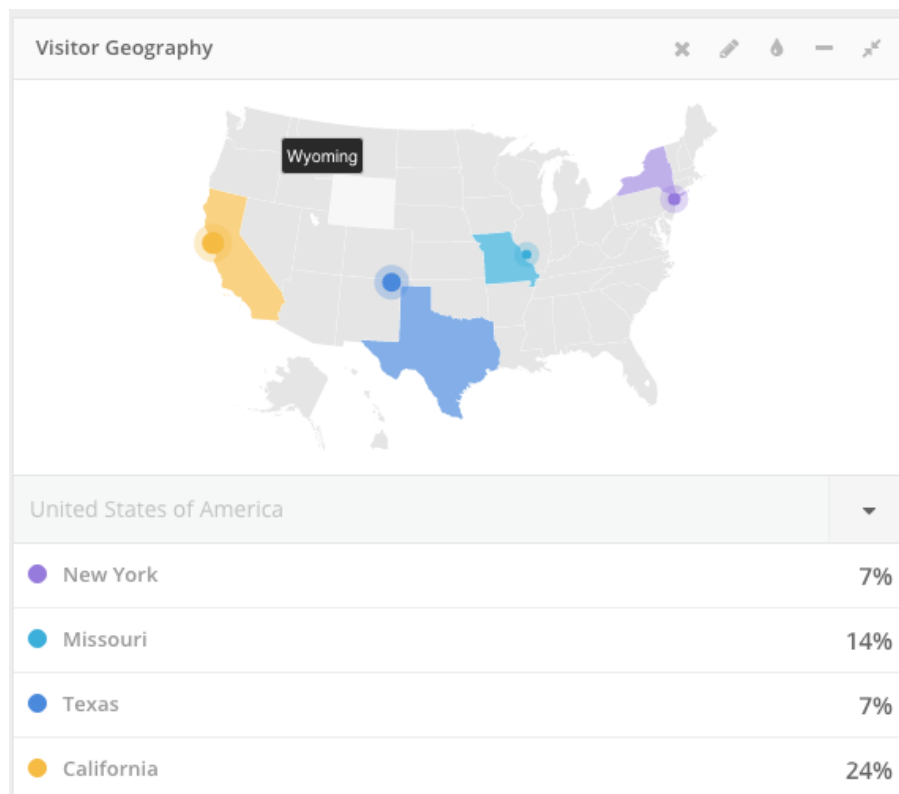 Visitor Geography
Wyoming
United States of America
New York 7%
Missouri 14%
Texas 7%
California 24%